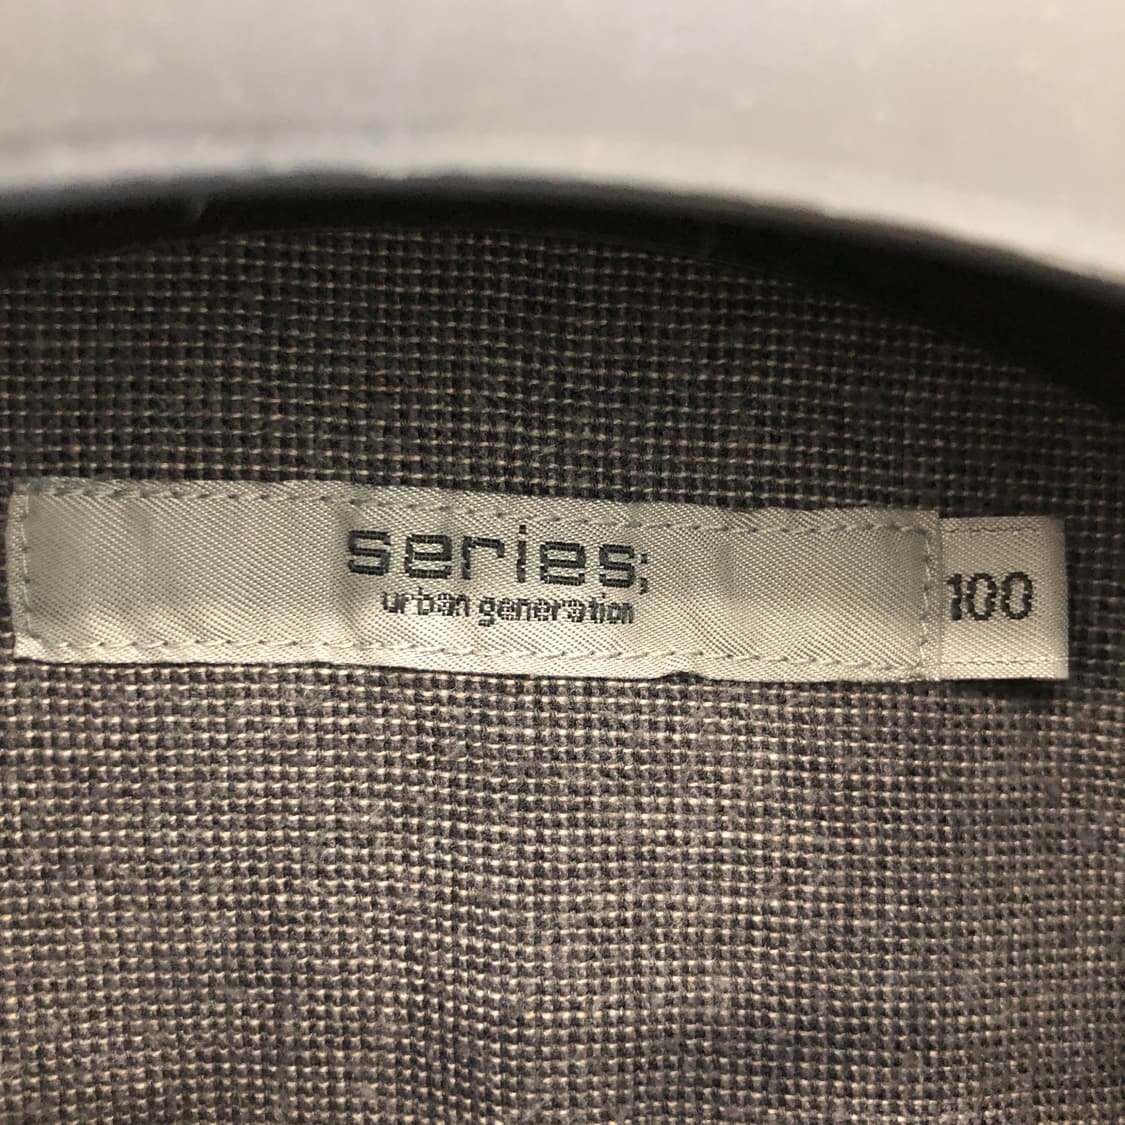 series;
urban generation
100